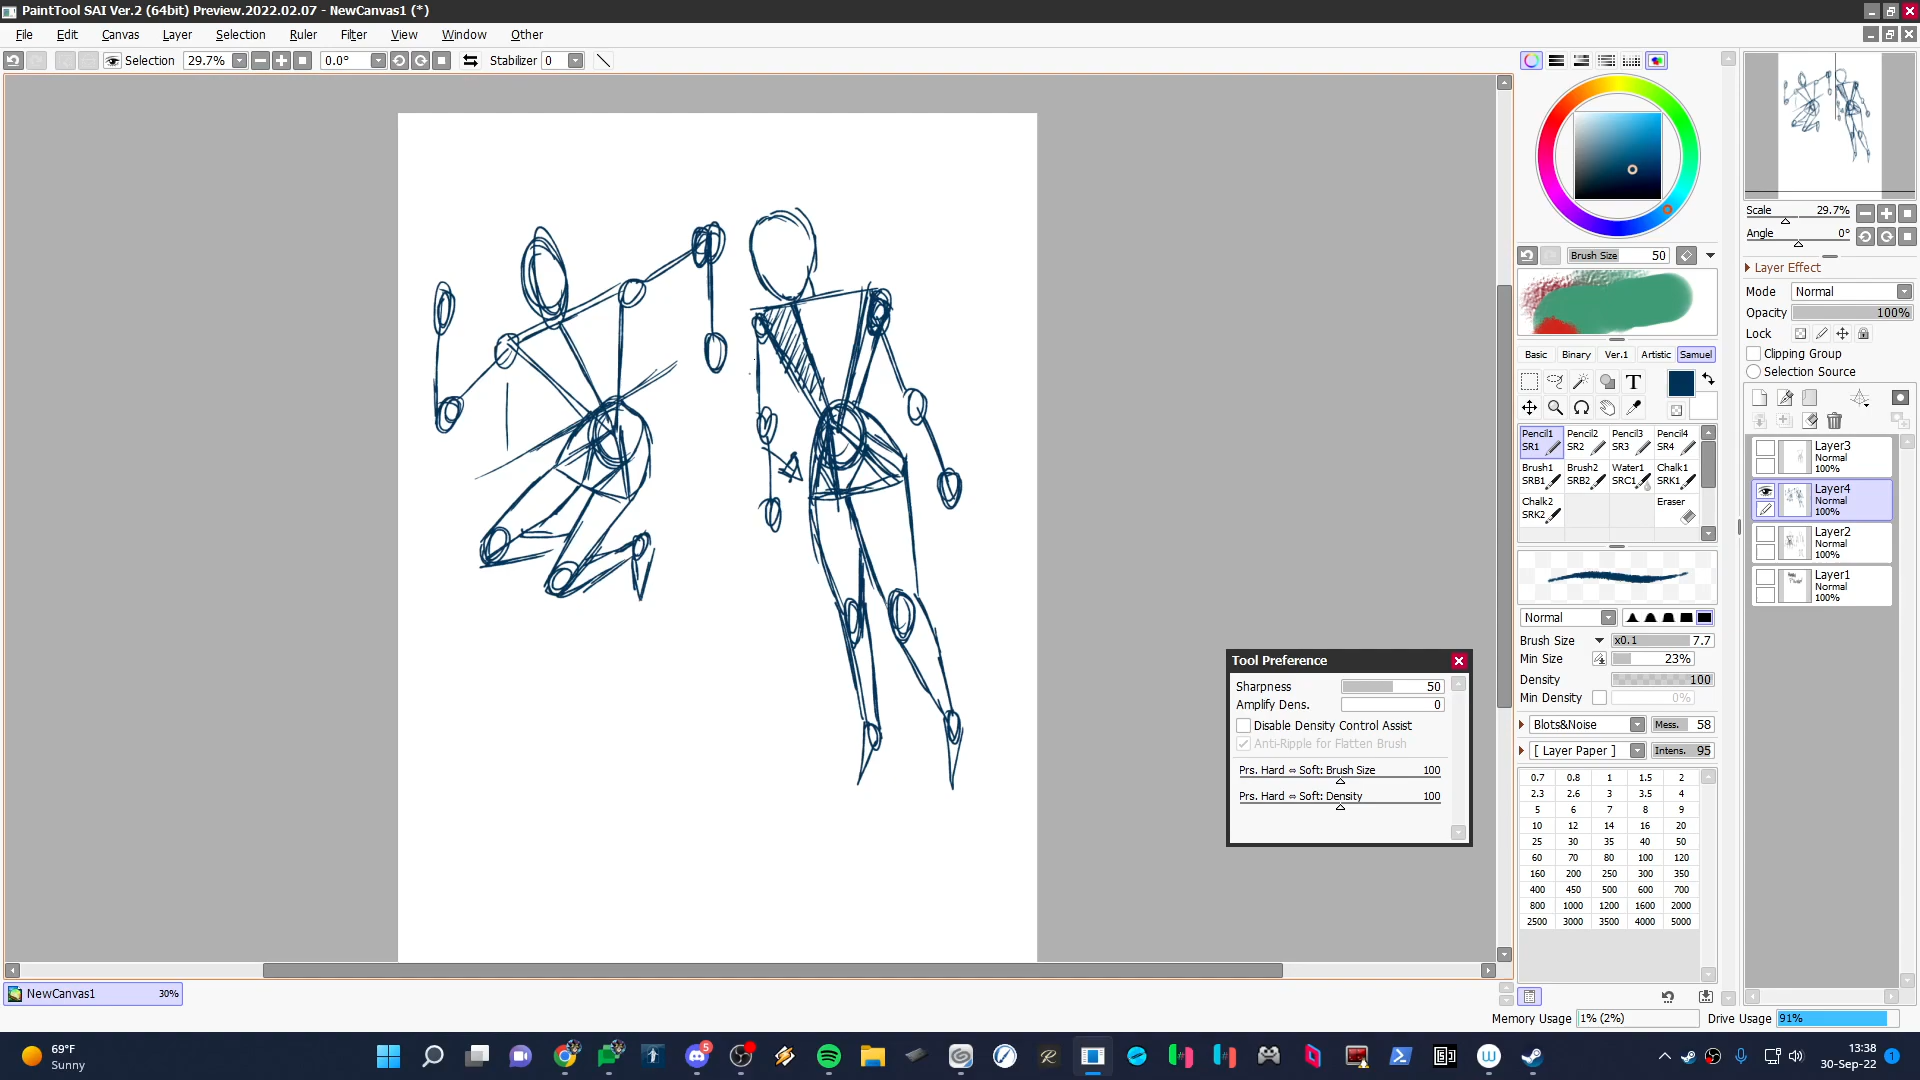 PaintTool SAI Ver.2 (64bit) Preview.2022.02.07 - NewCanvas1 (*)
File Edit Canvas Layer Selection Ruler Filter View Window Other
Selection 29.7% 0.0° Stabilizer 0
Scale 29.7%
Angle 0°
Brush Size 50
Layer Effect
Mode Normal
Opacity 100%
Lock
Clipping Group
Selection Source
Basic Binary Ver.1 Artistic Samuel
T
Pencil1 Pencil2 Pencil3 Pencil4
SR1 SR2 SR3 SR4
Brush1 Brush2 Water1 Chalk1
SRB1 SRB2 SRC1 SRK1
Chalk2 Eraser
SRK2
Layer3
Normal
100%
Layer4
Normal
100%
Layer2
Normal
100%
Layer1
Normal
100%
Normal
Brush Size x0.1 7.7
Min Size 23%
Density 100
Min Density 0%
Blots&Noise Mess. 58
[ Layer Paper ] Intens. 95
0.7 0.8 1 1.5 2
2.3 2.6 3 3.5 4
5 6 7 8 9
10 12 14 16 20
25 30 35 40 50
60 70 80 100 120
160 200 250 300 350
400 450 500 600 700
800 1000 1200 1600 2000
2500 3000 3500 4000 5000
Tool Preference
Sharpness 50
Amplify Dens. 0
Disable Density Control Assist
Anti-Ripple for Flatten Brush
Prs. Hard ⇔ Soft: Brush Size 100
Prs. Hard ⇔ Soft: Density 100
NewCanvas1 30%
Memory Usage 1% (2%) Drive Usage 91%
69°F
Sunny
5
13:38
30-Sep-22
1